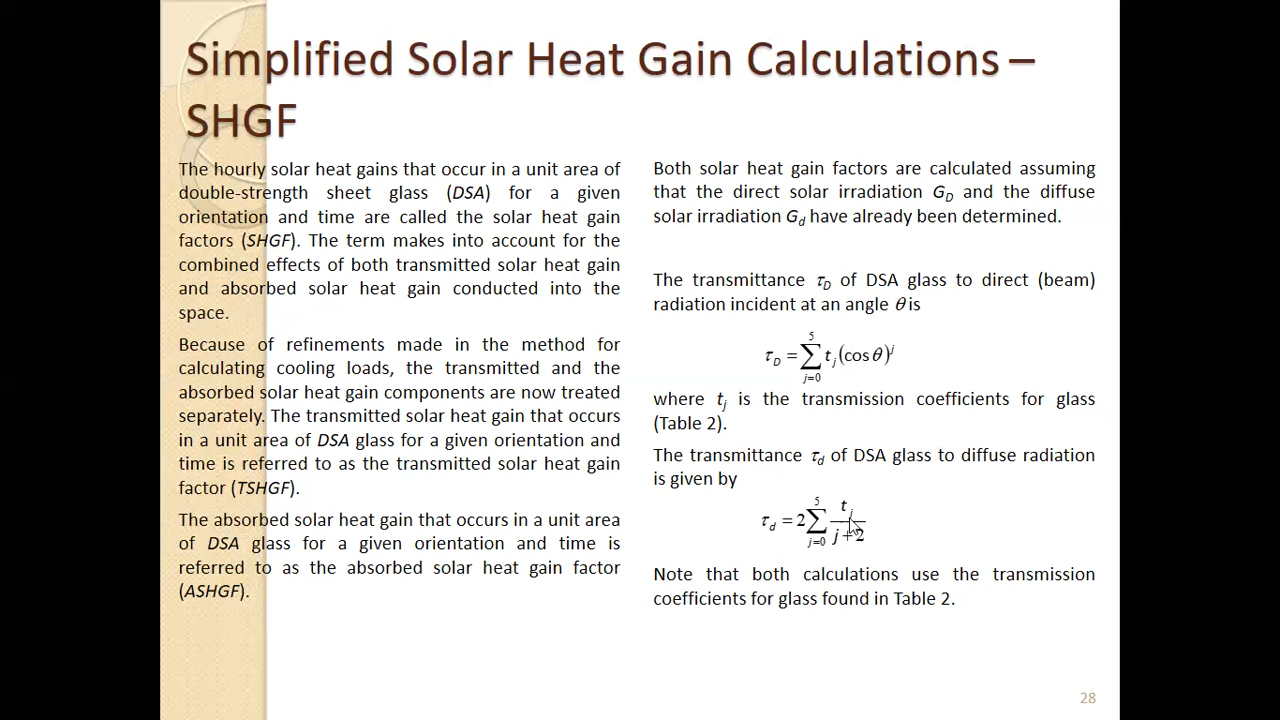 Simplified Solar Heat Gain Calculations –
SHGF
The hourly solar heat gains that occur in a unit area of
double-strength sheet glass (DSA) for a given
orientation and time are called the solar heat gain
factors (SHGF). The term makes into account for the
combined effects of both transmitted solar heat gain
and absorbed solar heat gain conducted into the
space.
Because of refinements made in the method for
calculating cooling loads, the transmitted and the
absorbed solar heat gain components are now treated
separately. The transmitted solar heat gain that occurs
in a unit area of DSA glass for a given orientation and
time is referred to as the transmitted solar heat gain
factor (TSHGF).
The absorbed solar heat gain that occurs in a unit area
of DSA glass for a given orientation and time is
referred to as the absorbed solar heat gain factor
(ASHGF).
Both solar heat gain factors are calculated assuming
that the direct solar irradiation G_D and the diffuse
solar irradiation G_d have already been determined.
The transmittance τ_D of DSA glass to direct (beam)
radiation incident at an angle θ is
τ_D = ∑_{j=0}^{5} t_j (cos θ)^j
where t_j is the transmission coefficients for glass
(Table 2).
The transmittance τ_d of DSA glass to diffuse radiation
is given by
τ_d = 2 ∑_{j=0}^{5} t_j / (j + 2)
Note that both calculations use the transmission
coefficients for glass found in Table 2.
28